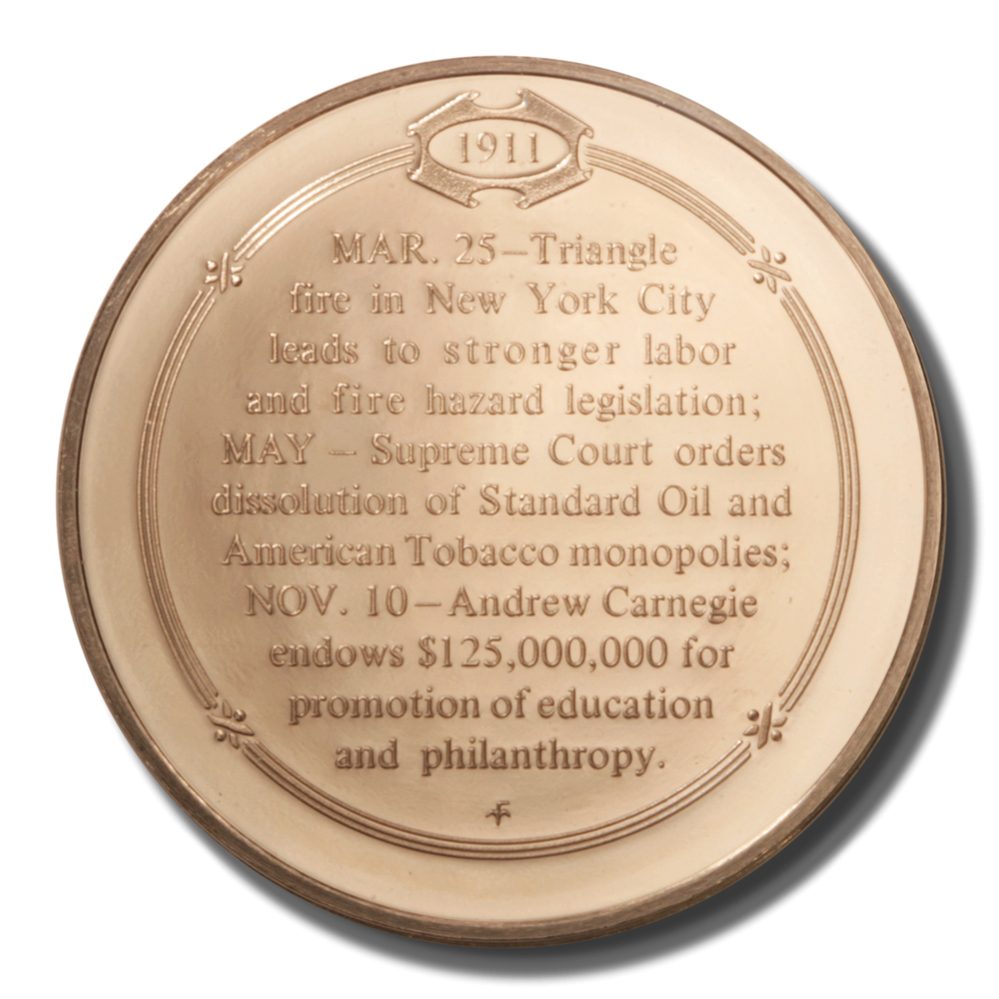 1911
MAR. 25–Triangle
fire in New York City
leads to stronger labor
and fire hazard legislation;
MAY – Supreme Court orders
dissolution of Standard Oil and
American Tobacco monopolies;
NOV. 10–Andrew Carnegie
endows $125,000,000 for
promotion of education
and philanthropy.